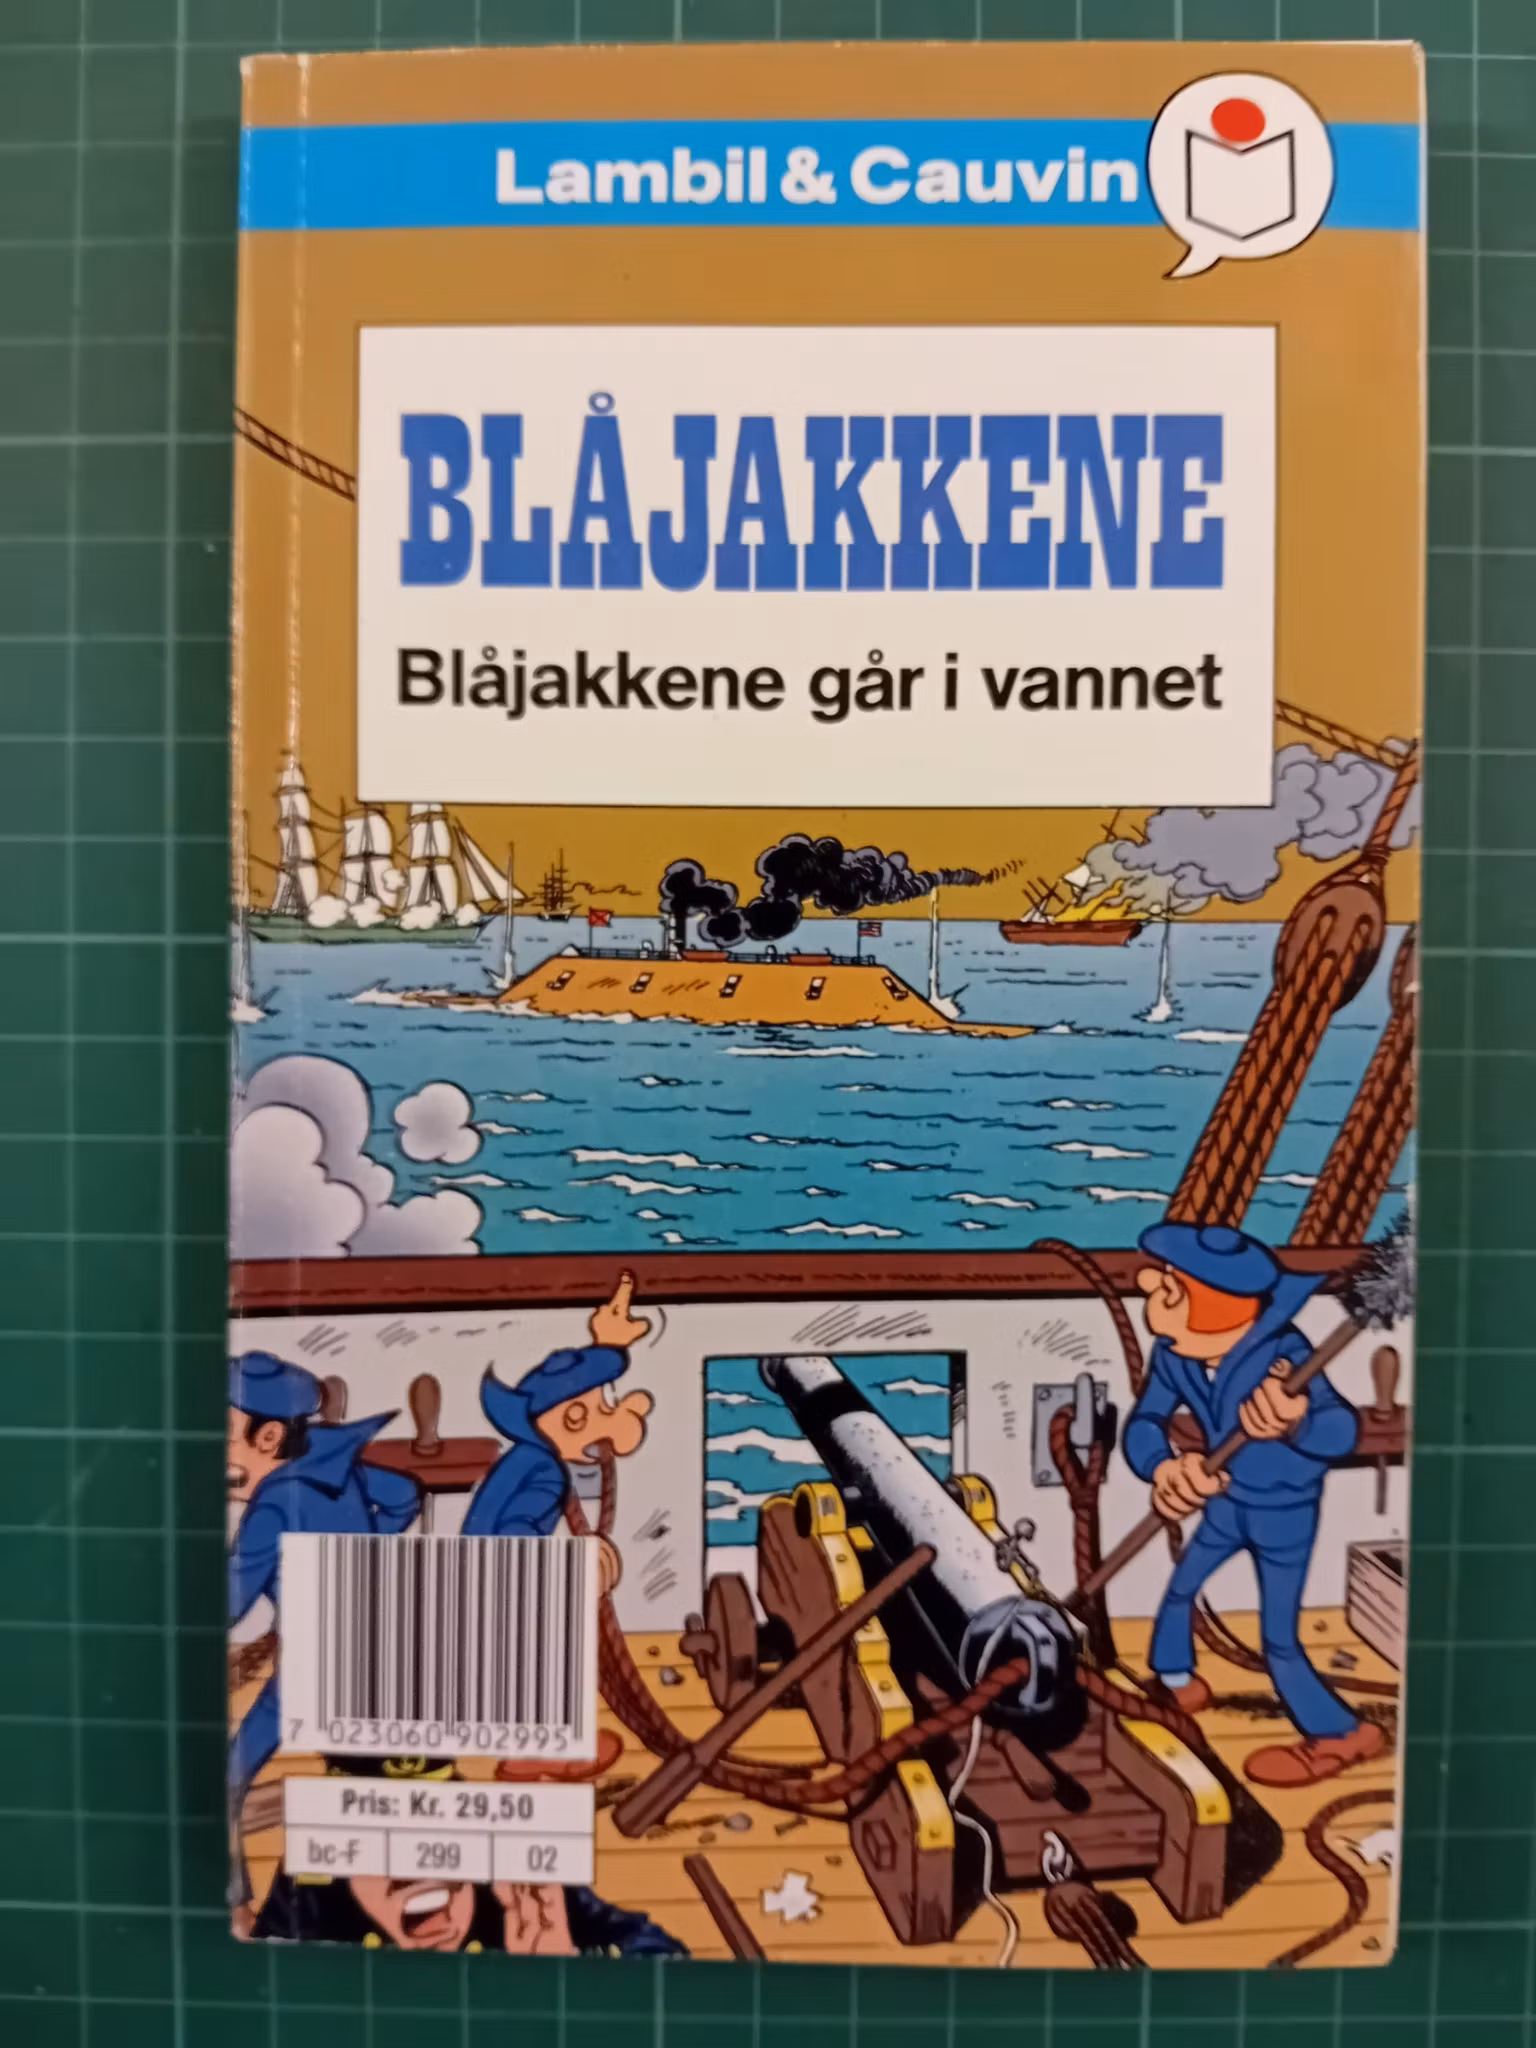 Lambil & Cauvin
BLÅJAKKENE
Blåjakkene går i vannet
7 023060 902995
Pris: Kr. 29,50
bc-F 299 02